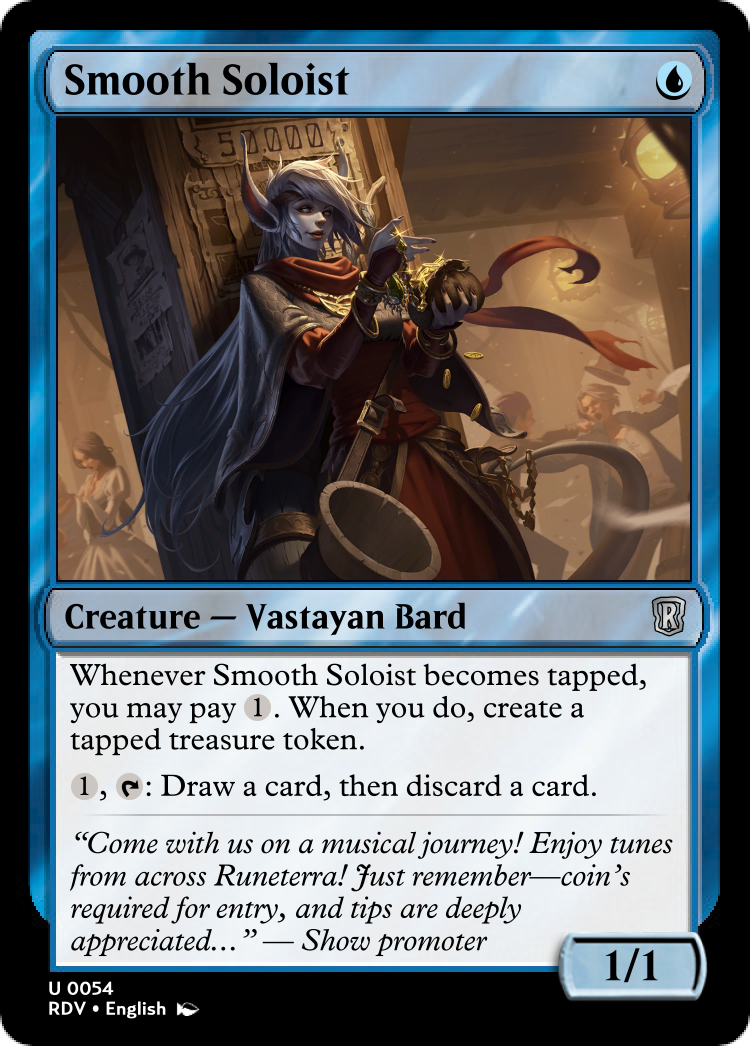 Smooth Soloist
50,000
Creature — Vastayan Bard
R
Whenever Smooth Soloist becomes tapped,
you may pay 1. When you do, create a
tapped treasure token.
1, : Draw a card, then discard a card.
“Come with us on a musical journey! Enjoy tunes
from across Runeterra! Just remember—coin’s
required for entry, and tips are deeply
appreciated…” — Show promoter
1/1
U 0054
RDV • English